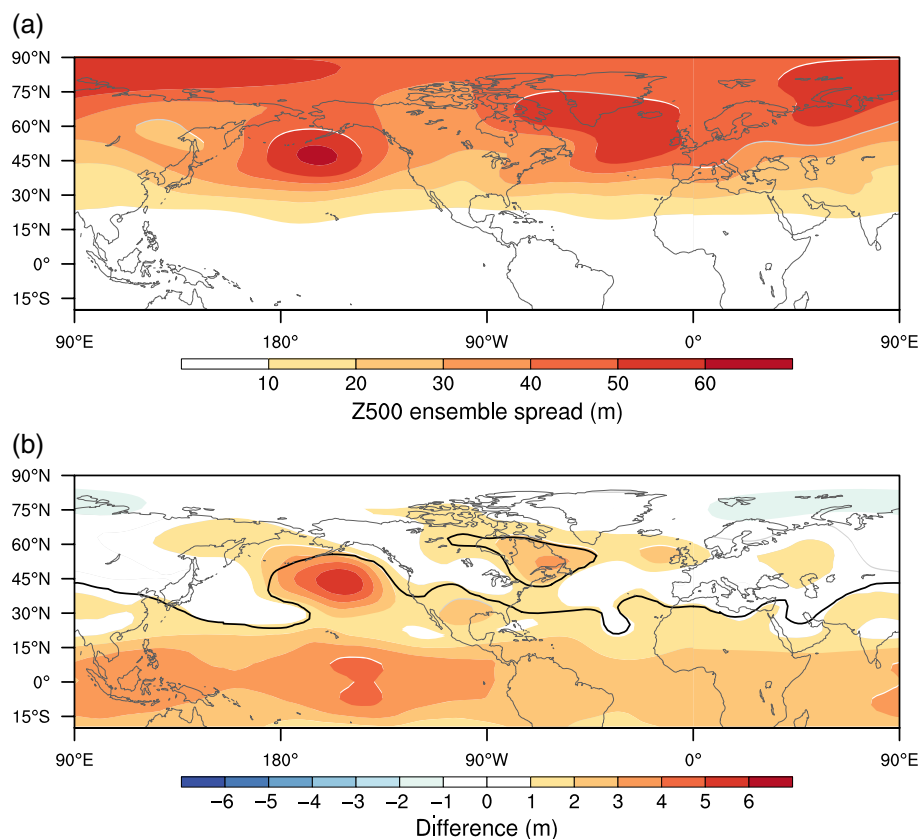 (a)
90°N
75°N
60°N
45°N
30°N
15°N
0°
15°S
90°E 180° 90°W 0° 90°E
10 20 30 40 50 60
Z500 ensemble spread (m)
(b)
90°N
75°N
60°N
45°N
30°N
15°N
0°
15°S
90°E 180° 90°W 0° 90°E
−6 −5 −4 −3 −2 −1 0 1 2 3 4 5 6
Difference (m)